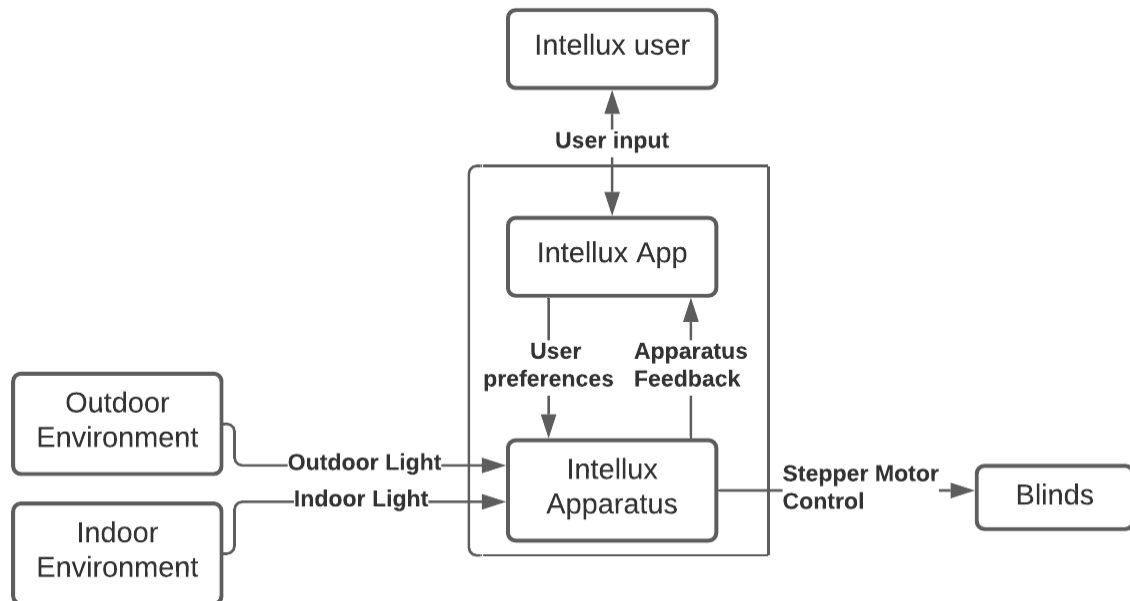 Intellux user
User input
Intellux App
User
preferences
Apparatus
Feedback
Outdoor
Environment
Outdoor Light
Indoor Light
Indoor
Environment
Intellux
Apparatus
Stepper Motor
Control
Blinds